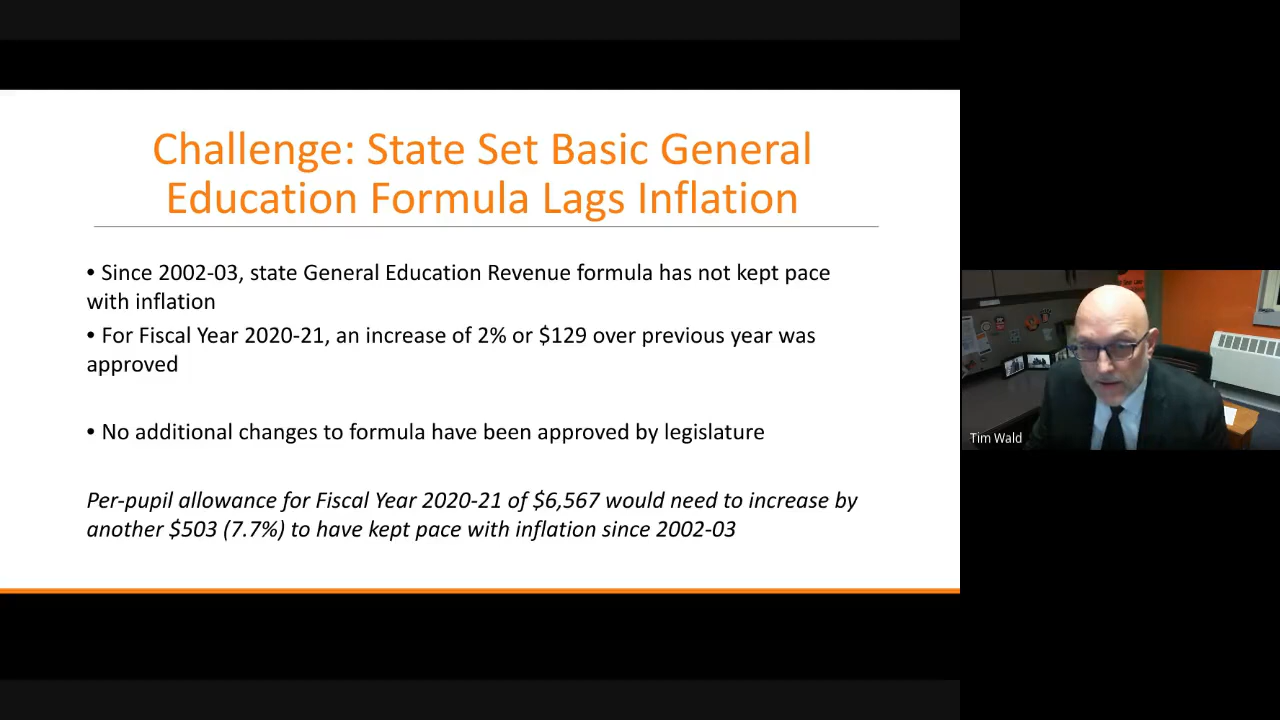 Challenge: State Set Basic General
Education Formula Lags Inflation
• Since 2002-03, state General Education Revenue formula has not kept pace
with inflation
• For Fiscal Year 2020-21, an increase of 2% or $129 over previous year was
approved
• No additional changes to formula have been approved by legislature
Per-pupil allowance for Fiscal Year 2020-21 of $6,567 would need to increase by
another $503 (7.7%) to have kept pace with inflation since 2002-03
Tim Wald